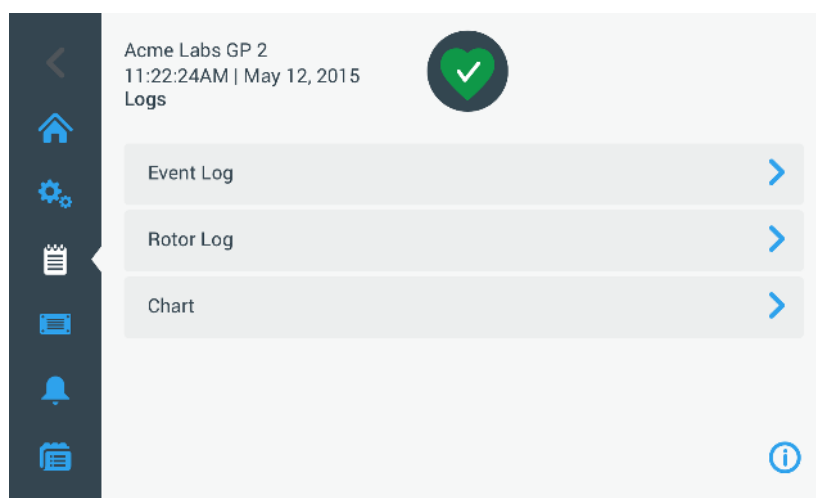 Acme Labs GP 2
11:22:24AM | May 12, 2015
Logs
Event Log
Rotor Log
Chart